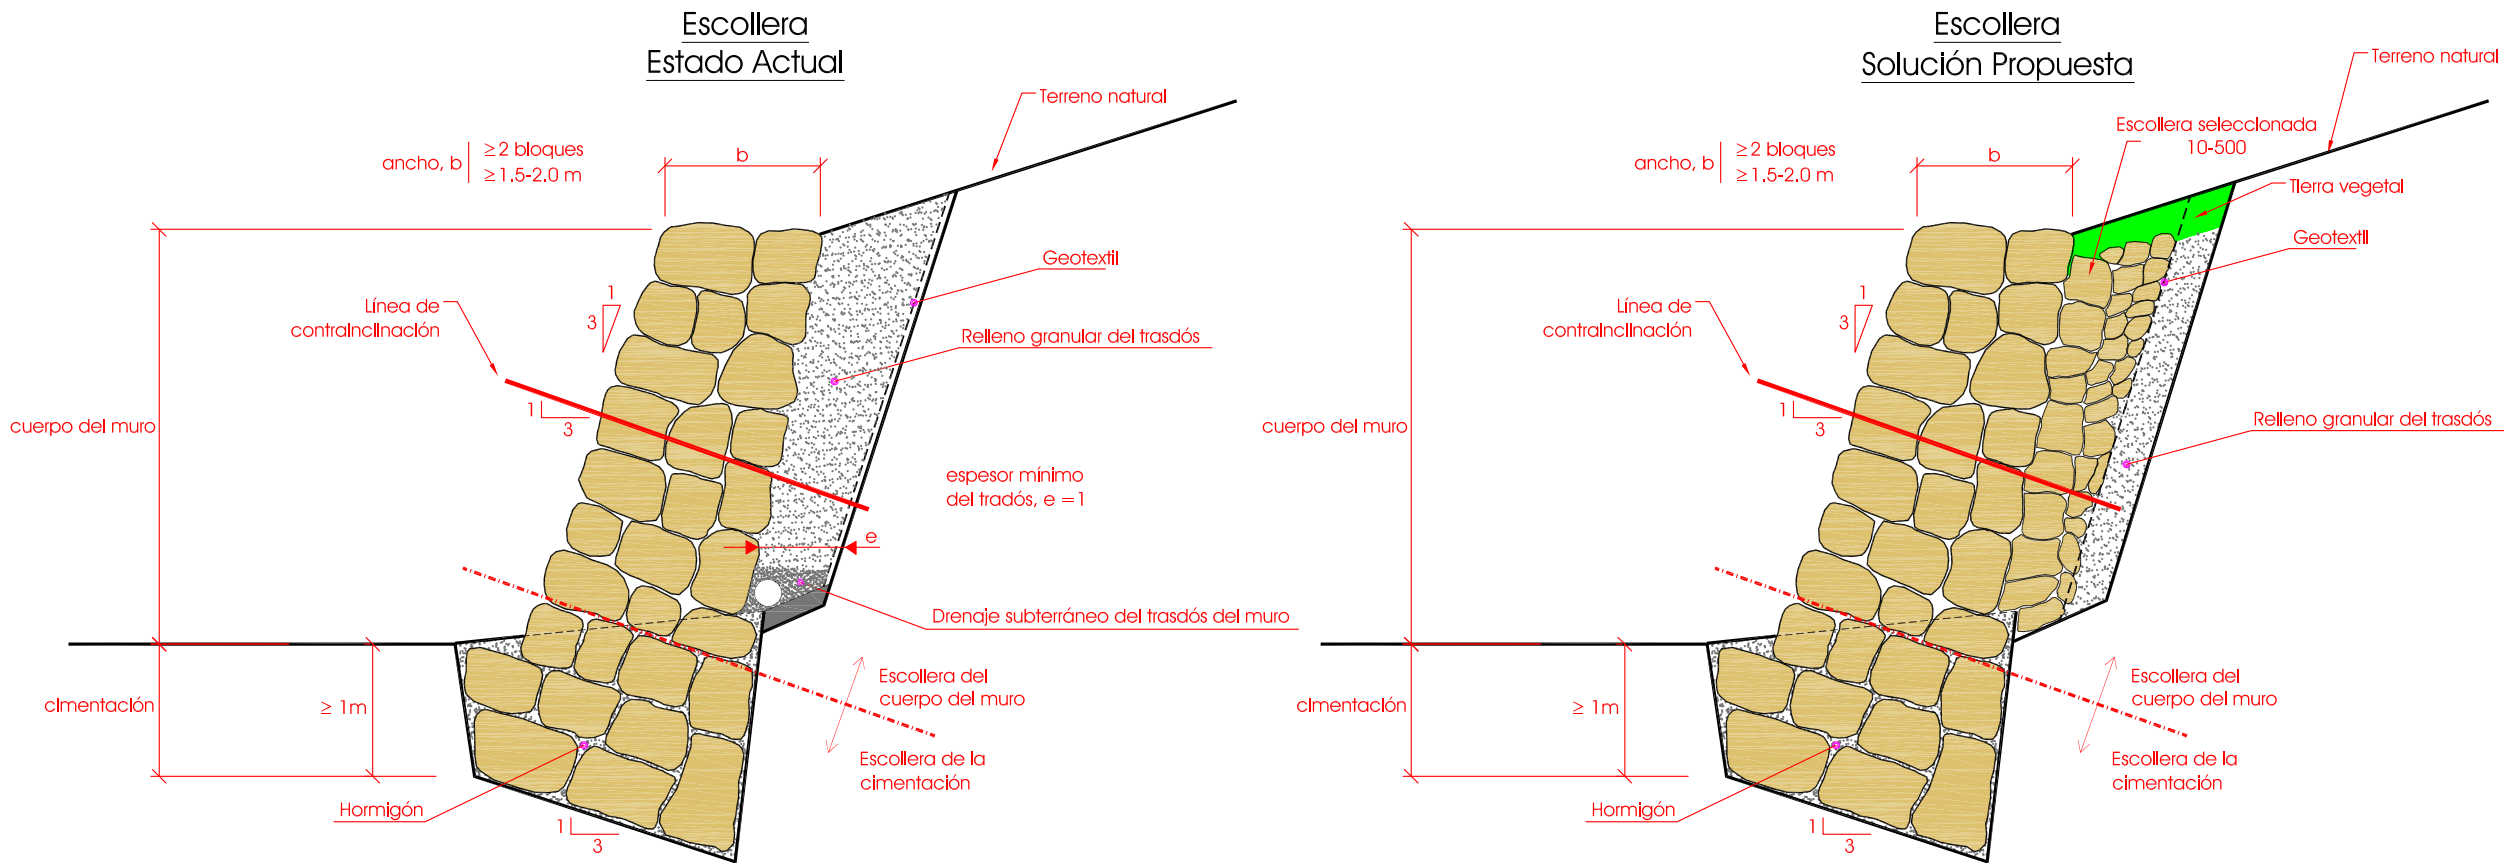 Escollera
Estado Actual
Terreno natural
ancho, b
≥2 bloques
≥1.5-2.0 m
b
Geotextil
1
3
Línea de
contrainclinación
Relleno granular del trasdós
1
3
cuerpo del muro
espesor mínimo
del tradós, e =1
e
Drenaje subterráneo del trasdós del muro
Escollera del
cuerpo del muro
cimentación
≥ 1m
Escollera de la
cimentación
Hormigón
1
3
Escollera
Solución Propuesta
Terreno natural
Escollera seleccionada
10-500
ancho, b
≥2 bloques
≥1.5-2.0 m
b
Tierra vegetal
Geotextil
1
3
Línea de
contrainclinación
1
3
Relleno granular del trasdós
cuerpo del muro
Escollera del
cuerpo del muro
cimentación
≥ 1m
Escollera de la
cimentación
Hormigón
1
3